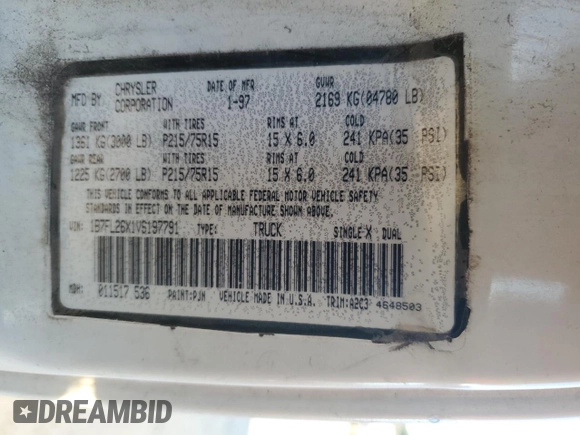 MFD BY CHRYSLER CORPORATION DATE OF MFR 1-97 GVWR 2169 KG(04780 LB)
GAWR FRONT WITH TIRES RIMS AT COLD
1361 KG(3000 LB) P215/75R15 15 X 6.0 241 KPA(35 PSI)
GAWR REAR WITH TIRES RIMS AT COLD
1225 KG(2700 LB) P215/75R15 15 X 6.0 241 KPA(35 PSI)
THIS VEHICLE CONFORMS TO ALL APPLICABLE FEDERAL MOTOR VEHICLE SAFETY
STANDARDS IN EFFECT ON THE DATE OF MANUFACTURE SHOWN ABOVE.
VIN: 1B7FL26X1VS197791 TYPE: TRUCK SINGLE X DUAL
MDH: 011517 536 PAINT:PJN VEHICLE MADE IN U.S.A. TRIM:A2C3 4648503
DREAMBID